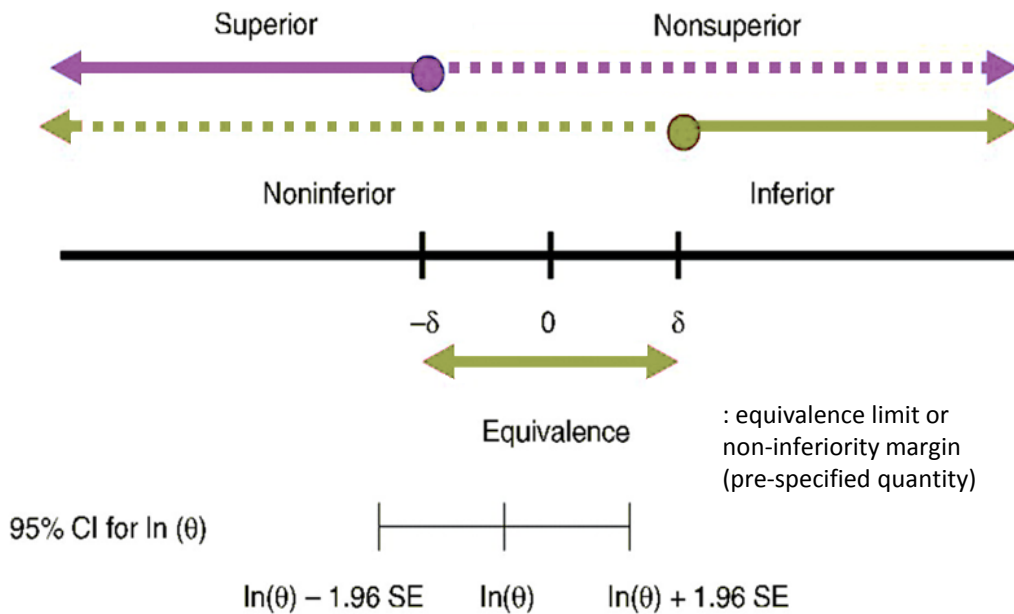 Superior Nonsuperior
Noninferior Inferior
–δ 0 δ
Equivalence
: equivalence limit or
non-inferiority margin
(pre-specified quantity)
95% CI for ln (θ)
ln(θ) – 1.96 SE ln(θ) ln(θ) + 1.96 SE